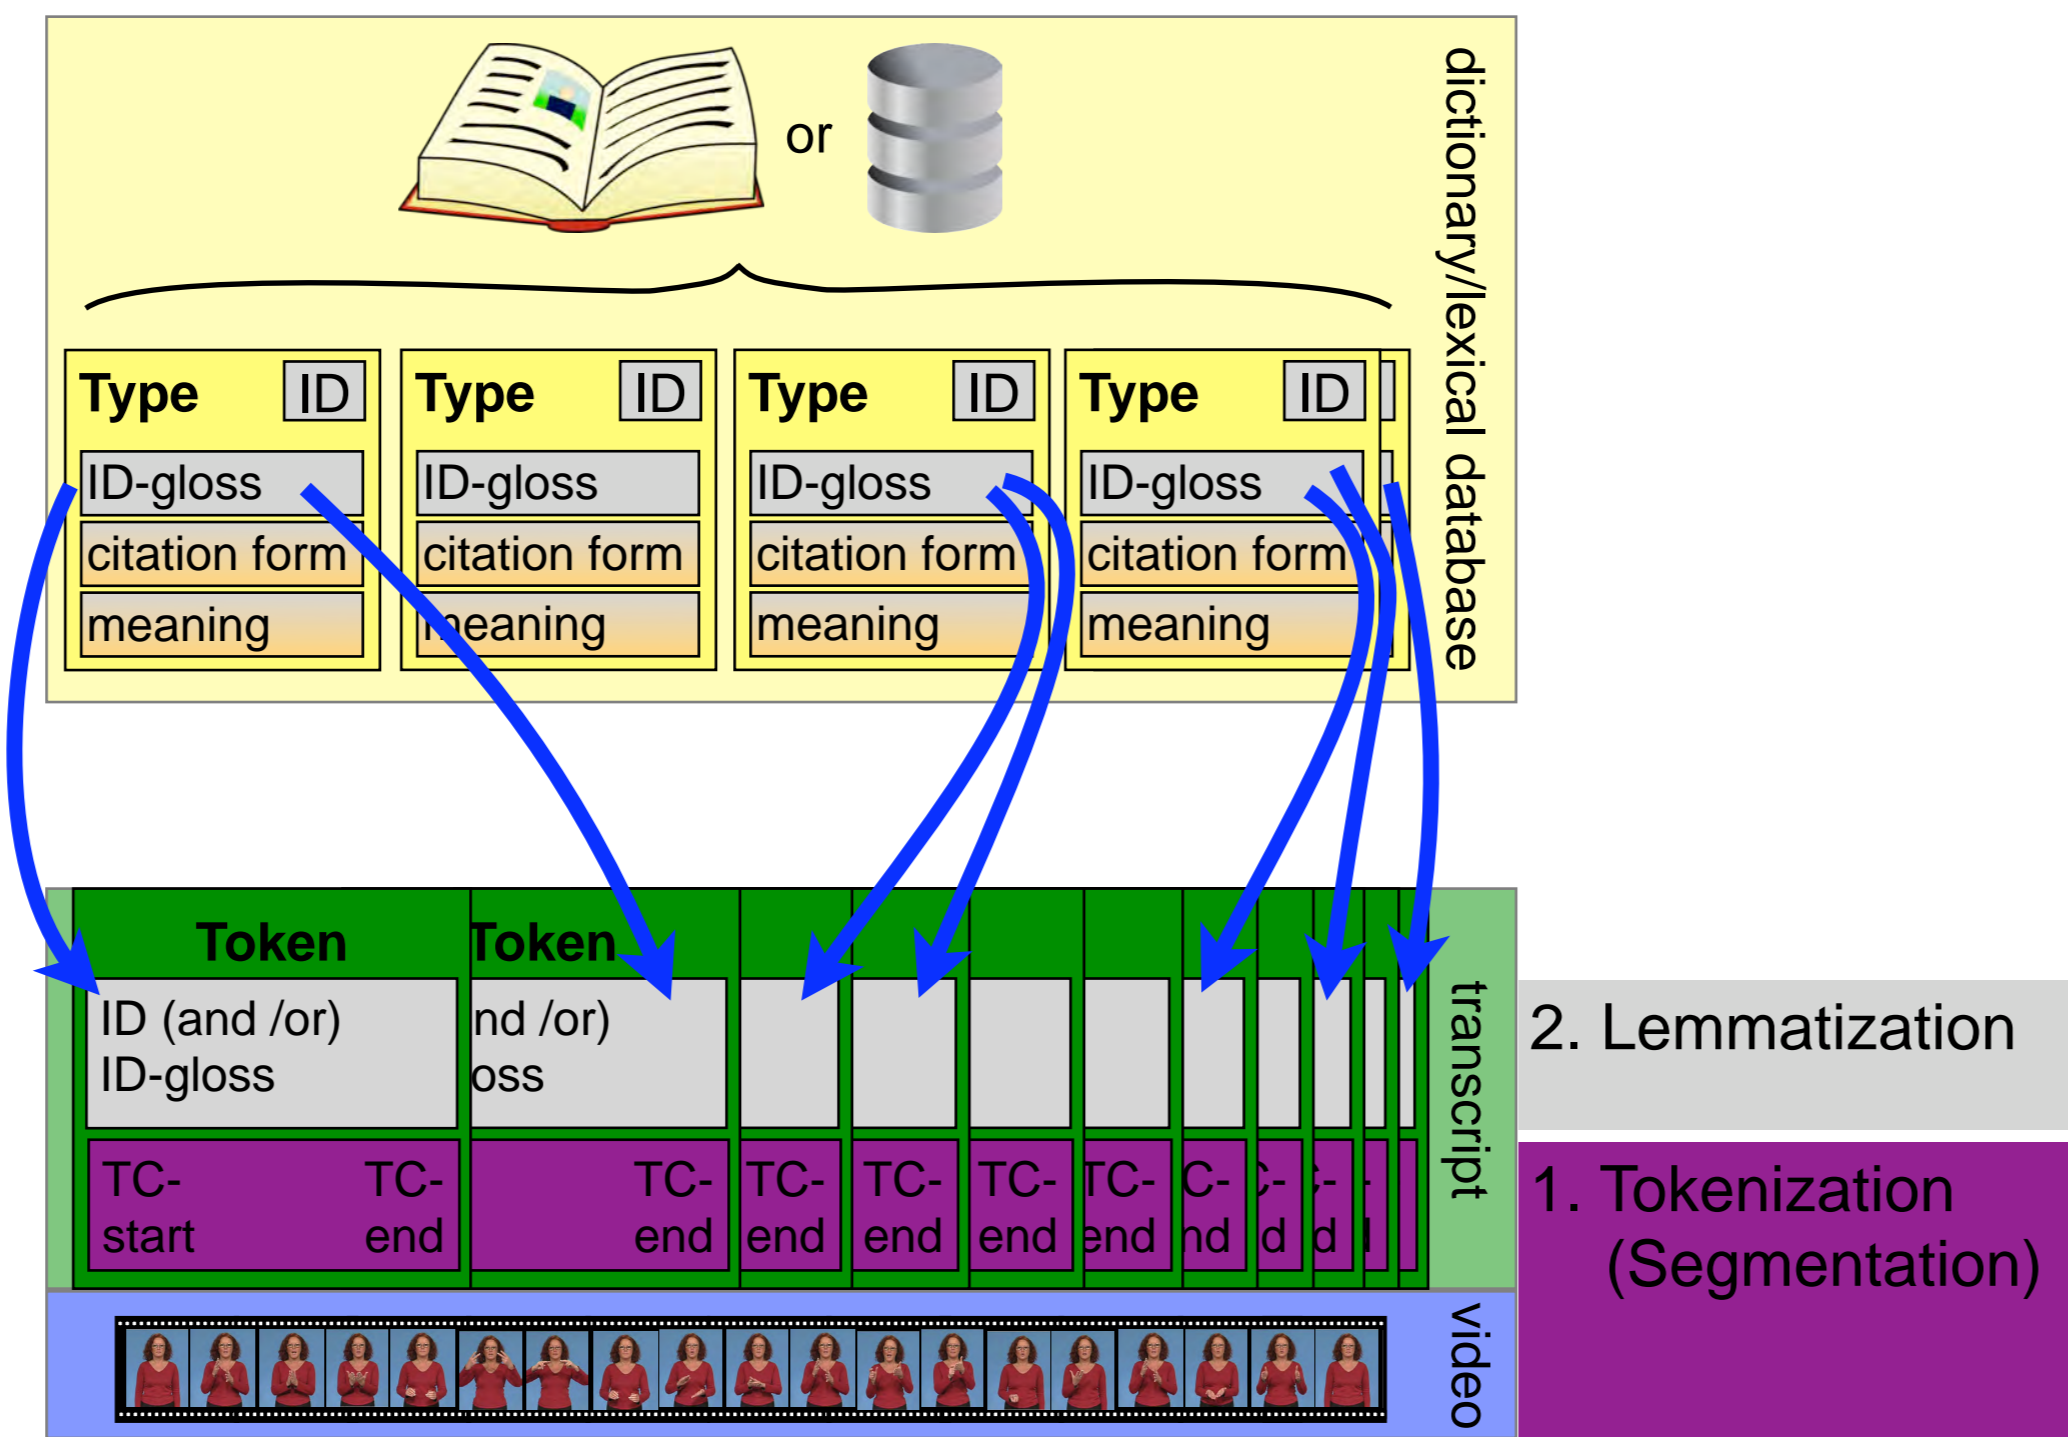 or
dictionary/lexical database
Type ID
ID-gloss
citation form
meaning
Type ID
ID-gloss
citation form
meaning
Type ID
ID-gloss
citation form
meaning
Type ID
ID-gloss
citation form
meaning
Token
ID (and /or)
ID-gloss
Token
nd /or)
oss
TC-
start
TC-
end
TC-
end
TC-
end
TC-
end
TC-
end
TC-
end
C-
nd
d
d
transcript
2. Lemmatization
1. Tokenization
(Segmentation)
video